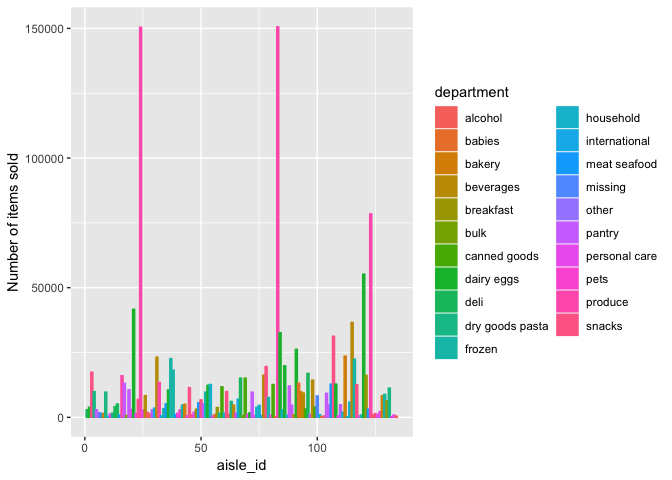 150000
100000
50000
0
Number of items sold
0
50
100
aisle_id
department
alcohol
babies
bakery
beverages
breakfast
bulk
canned goods
dairy eggs
deli
dry goods pasta
frozen
household
international
meat seafood
missing
other
pantry
personal care
pets
produce
snacks